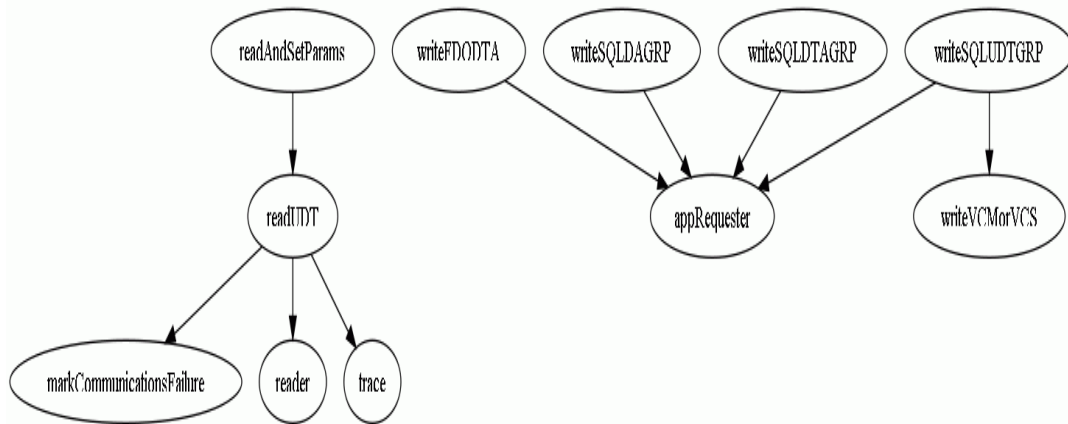 readAndSetParams
writeFDODTA
writeSQLDAGRP
writeSQLDTAGRP
writeSQLUDTGRP
readUDT
appRequester
writeVCMorVCS
markCommunicationsFailure
reader
trace